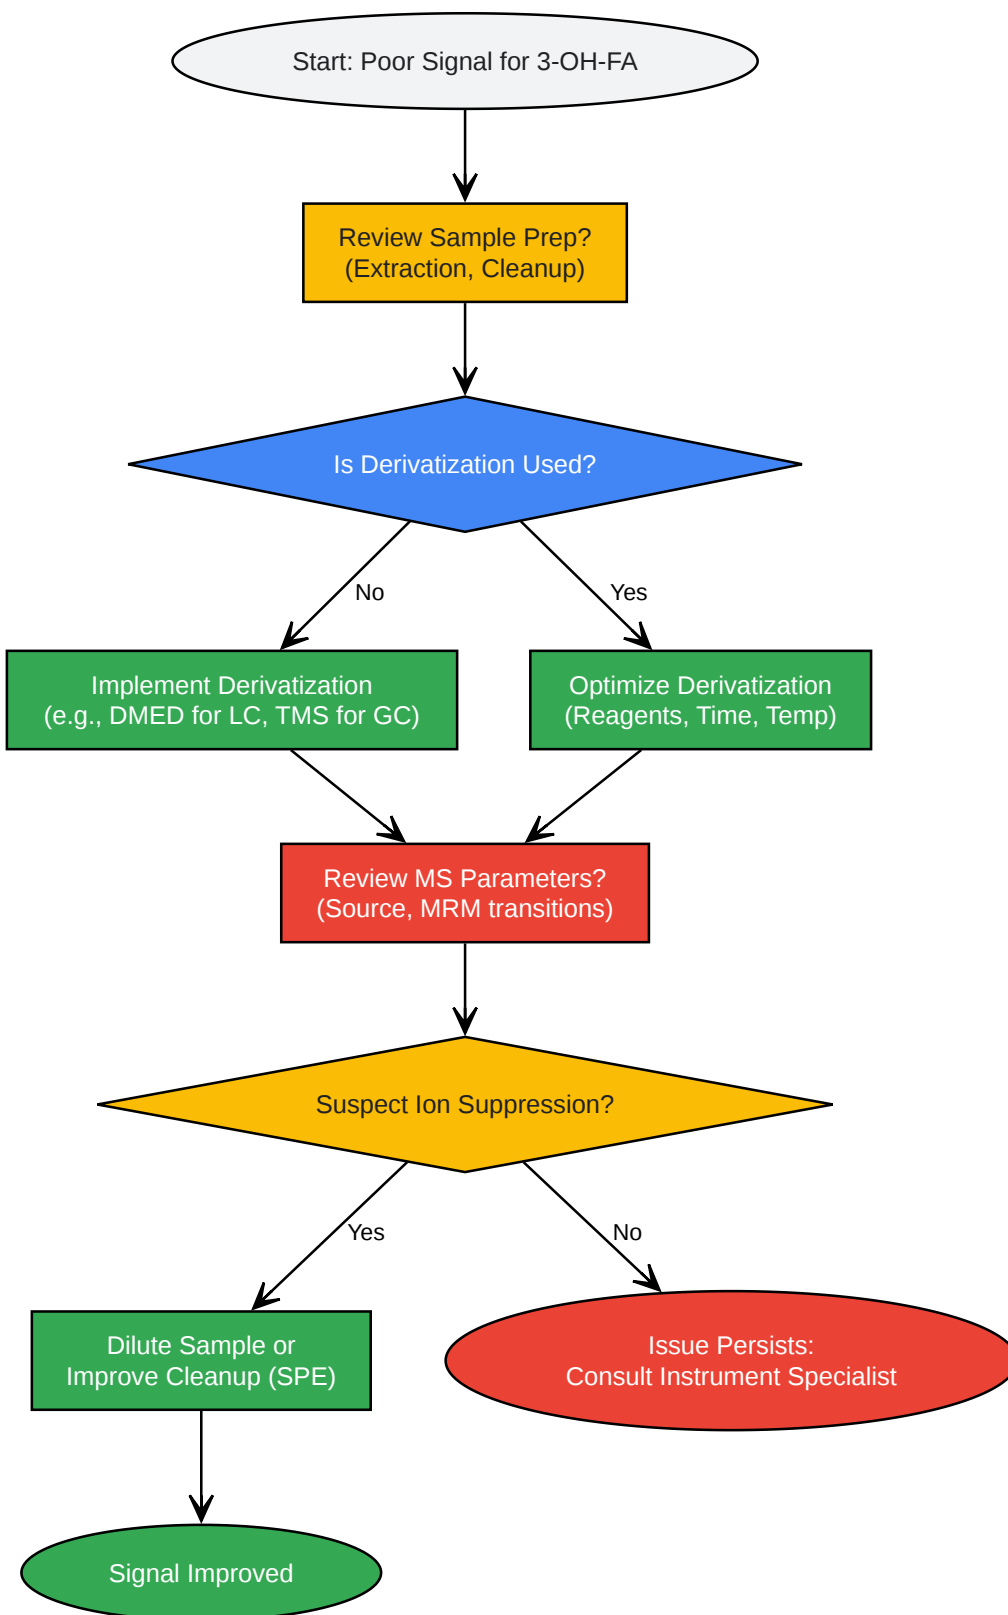 Start: Poor Signal for 3-OH-FA
Review Sample Prep?
(Extraction, Cleanup)
Is Derivatization Used?
No
Yes
Implement Derivatization
(e.g., DMED for LC, TMS for GC)
Optimize Derivatization
(Reagents, Time, Temp)
Review MS Parameters?
(Source, MRM transitions)
Suspect Ion Suppression?
Yes
No
Dilute Sample or
Improve Cleanup (SPE)
Issue Persists:
Consult Instrument Specialist
Signal Improved